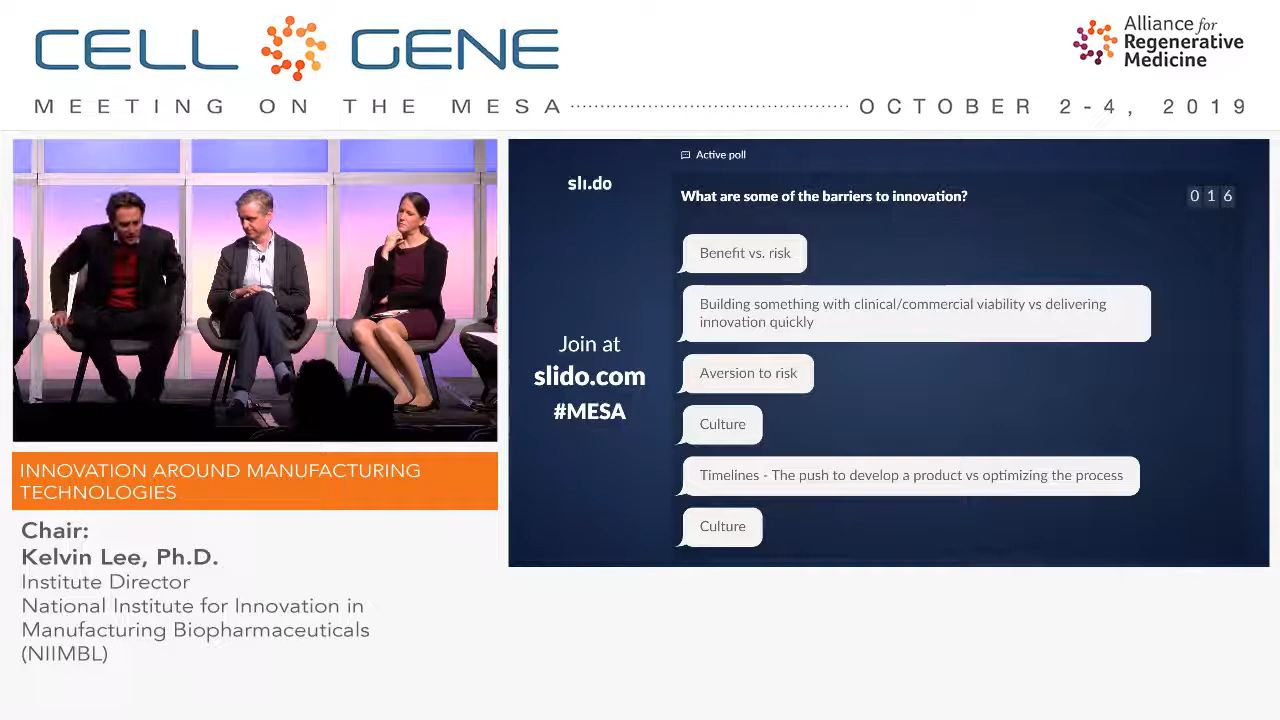 CELL GENE
Alliance for
Regenerative
Medicine
MEETING ON THE MESA OCTOBER 2-4, 2019
Active poll
sli.do
What are some of the barriers to innovation?
0 1 6
Benefit vs. risk
Building something with clinical/commercial viability vs delivering
innovation quickly
Join at
slido.com
#MESA
Aversion to risk
Culture
Timelines - The push to develop a product vs optimizing the process
Culture
INNOVATION AROUND MANUFACTURING
TECHNOLOGIES
Chair:
Kelvin Lee, Ph.D.
Institute Director
National Institute for Innovation in
Manufacturing Biopharmaceuticals
(NIIMBL)